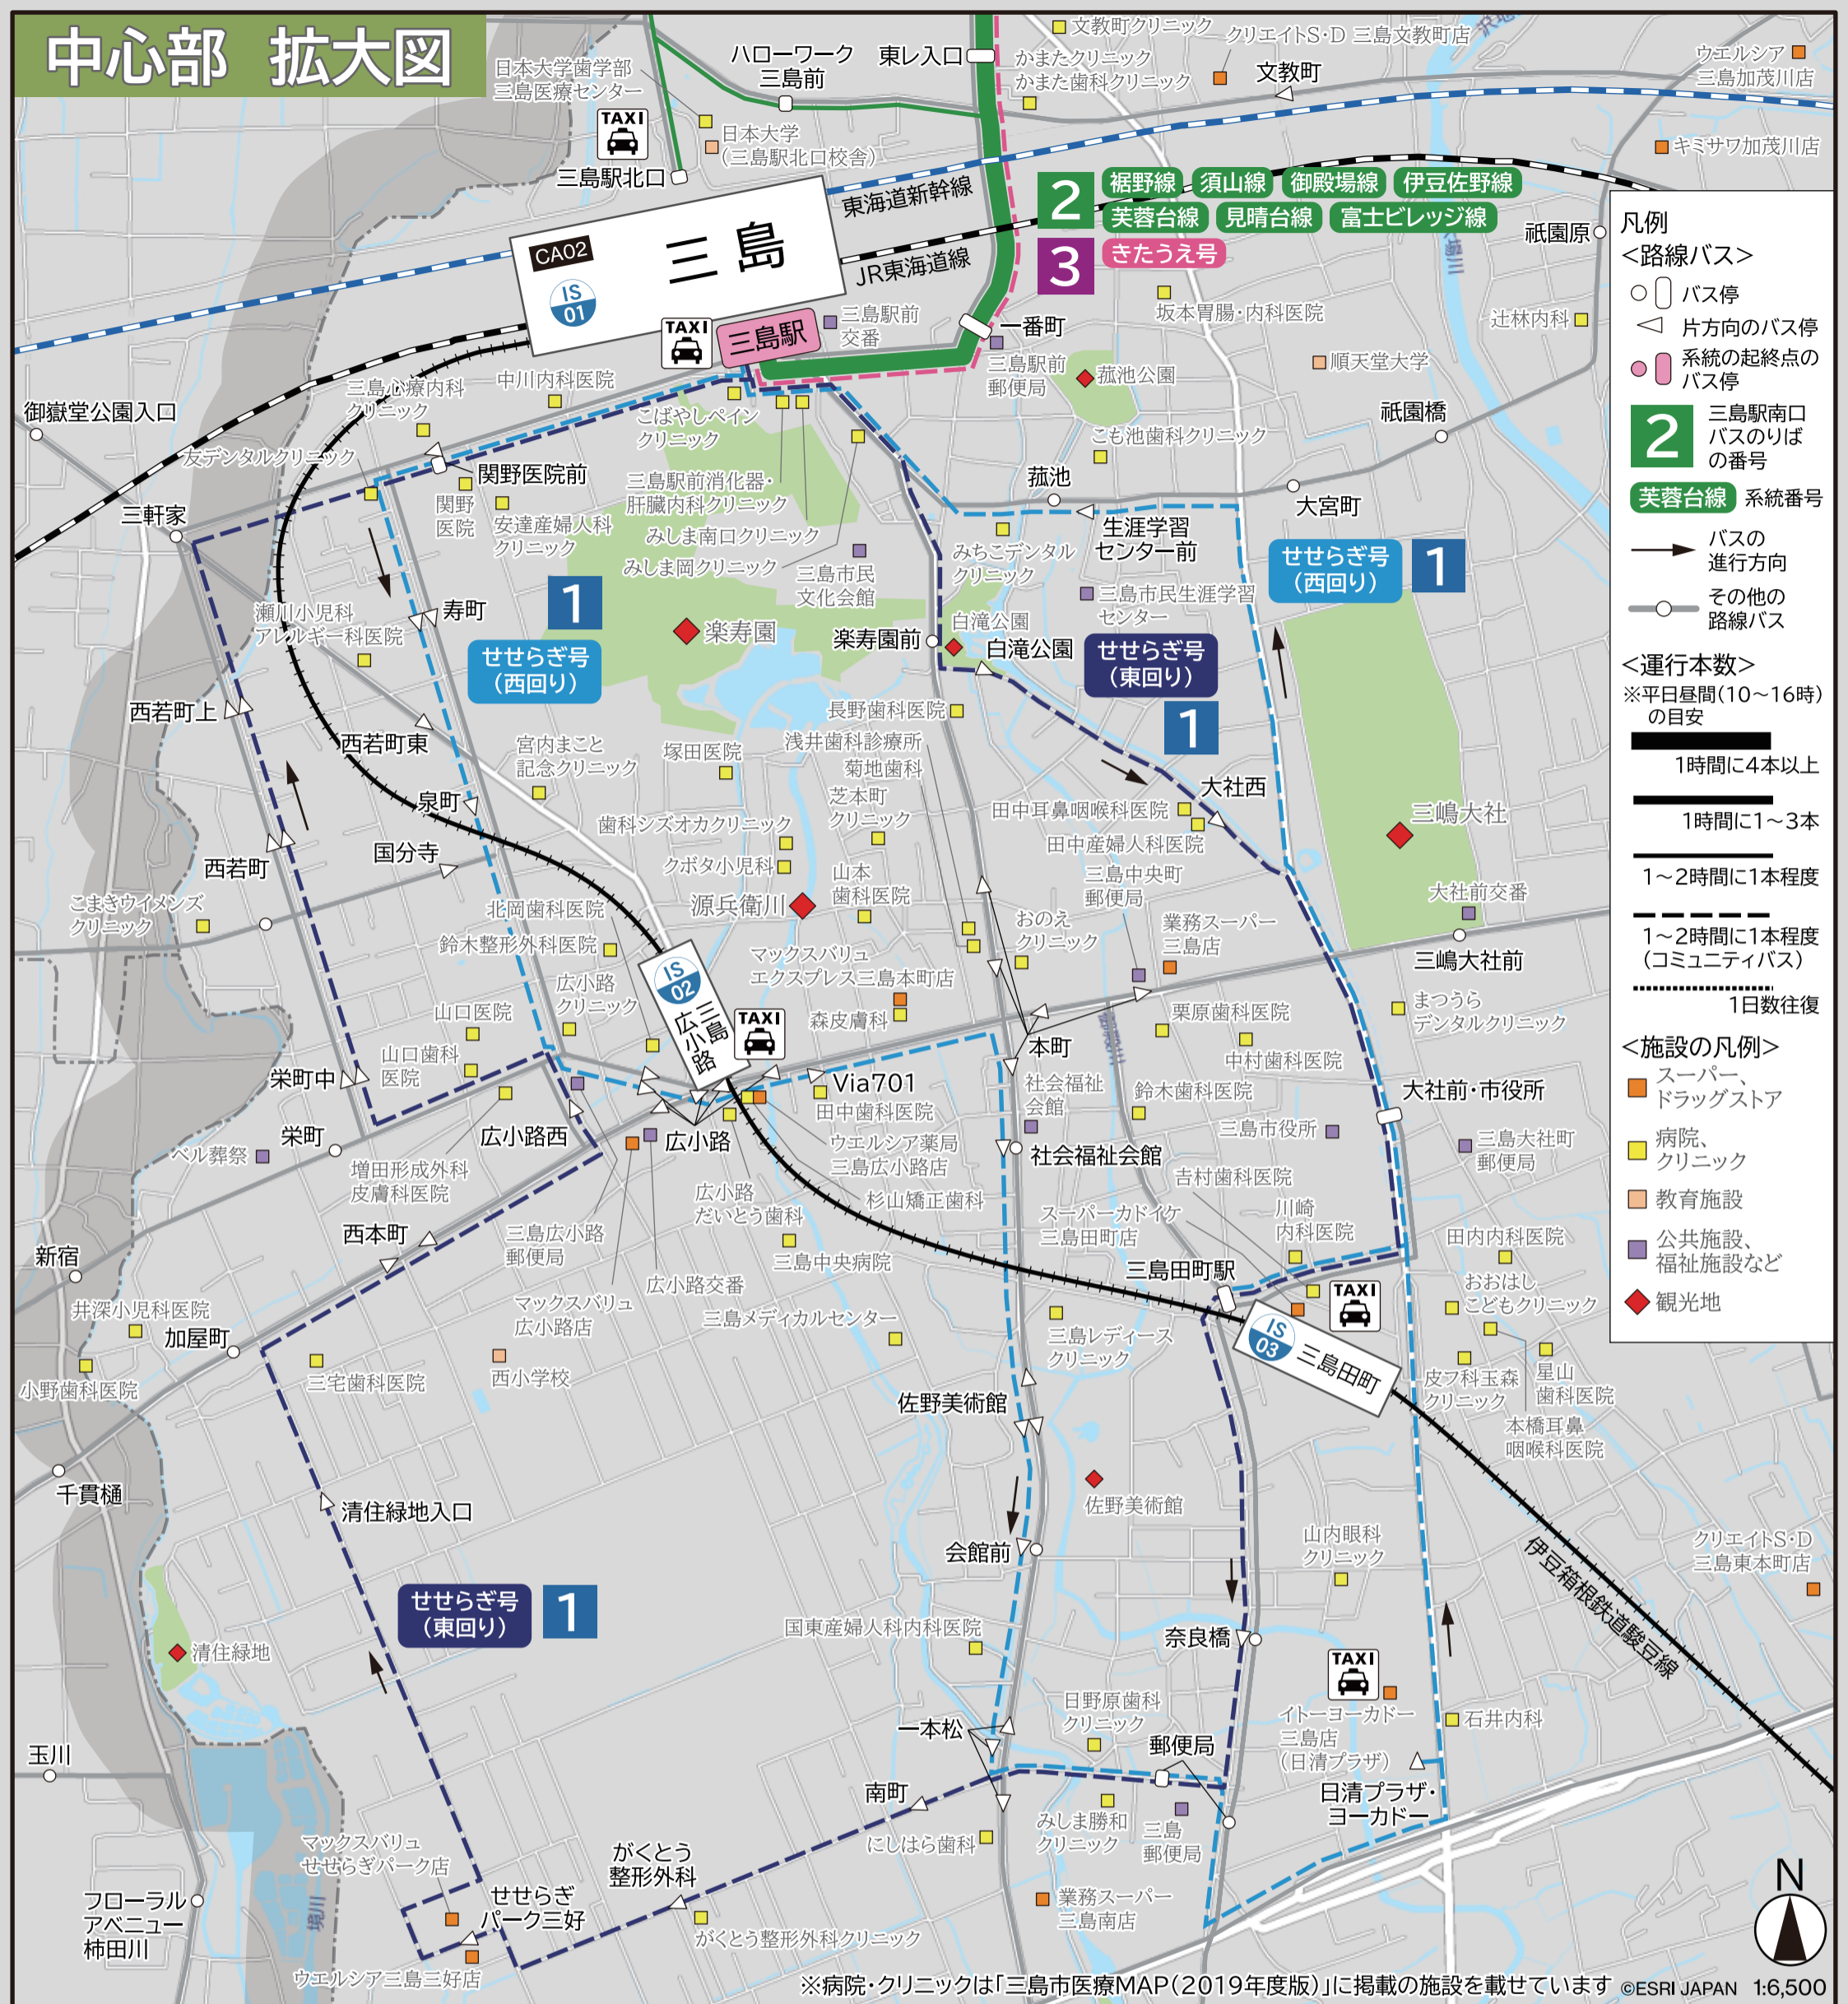 中心部 拡大図
日本大学歯学部
三島医療センター
ハローワーク
三島前
東レ入口
文教町クリニック
かまたクリニック
かまた歯科クリニック
クリエイトS・D 三島文教町店
文教町
ウエルシア
三島加茂川店
キミサワ加茂川店
TAXI
日本大学
(三島駅北口校舎)
三島駅北口
東海道新幹線
JR東海道線
CA02
三島
IS
01
2
裾野線
須山線
御殿場線
伊豆佐野線
芙蓉台線
見晴台線
富士ビレッジ線
3
きたうえ号
祇園原
大場川
TAXI
三島駅
三島駅前
交番
一番町
三島駅前
郵便局
坂本胃腸・内科医院
辻林内科
順天堂大学
菰池公園
祇園橋
御嶽堂公園入口
三島心療内科
クリニック
中川内科医院
こばやしペイン
クリニック
こも池歯科クリニック
友デンタルクリニック
関野医院前
関野
医院
安達産婦人科
クリニック
三島駅前消化器・
肝臓内科クリニック
みしま南口クリニック
みしま岡クリニック
三島市民
文化会館
菰池
大宮町
生涯学習
センター前
みちこデンタル
クリニック
三島市民生涯学習
センター
せせらぎ号
(西回り)
1
三軒家
瀬川小児科
アレルギー科医院
寿町
1
せせらぎ号
(西回り)
楽寿園
楽寿園前
白滝公園
白滝公園
せせらぎ号
(東回り)
1
西若町上
西若町東
宮内まこと
記念クリニック
塚田医院
長野歯科医院
浅井歯科診療所
菊地歯科
芝本町
クリニック
泉町
歯科シズオカクリニック
クボタ小児科
田中耳鼻咽喉科医院
田中産婦人科医院
大社西
三嶋大社
国分寺
西若町
こまきウイメンズ
クリニック
北岡歯科医院
鈴木整形外科医院
源兵衛川
山本
歯科医院
三島中央町
郵便局
おのえ
クリニック
業務スーパー
三島店
大社前交番
三嶋大社前
マックスバリュ
エクスプレス三島本町店
広小路
クリニック
IS
02
三島
広小路
TAXI
森皮膚科
本町
栗原歯科医院
中村歯科医院
まつうら
デンタルクリニック
山口医院
山口歯科
医院
栄町中
栄町
ベル葬祭
増田形成外科
皮膚科医院
広小路西
広小路
Via701
田中歯科医院
ウエルシア薬局
三島広小路店
杉山矯正歯科
広小路
だいとう歯科
社会福祉
会館
社会福祉会館
鈴木歯科医院
三島市役所
大社前・市役所
三島大社町
郵便局
吉村歯科医院
スーパーカドイケ
三島田町店
川崎
内科医院
田内内科医院
西本町
三島広小路
郵便局
広小路交番
マックスバリュ
広小路店
三島中央病院
三島メディカルセンター
三島田町駅
TAXI
IS
03
三島田町
おおはし
こどもクリニック
皮フ科玉森
クリニック
星山
歯科医院
本橋耳鼻
咽喉科医院
新宿
井深小児科医院
加屋町
小野歯科医院
三宅歯科医院
西小学校
三島レディース
クリニック
佐野美術館
佐野美術館
千貫樋
清住緑地入口
会館前
山内眼科
クリニック
クリエイトS・D
三島東本町店
伊豆箱根鉄道駿豆線
せせらぎ号
(東回り)
1
清住緑地
国東産婦人科内科医院
奈良橋
TAXI
日野原歯科
クリニック
イトーヨーカドー
三島店
(日清プラザ)
石井内科
一本松
郵便局
玉川
南町
みしま勝和
クリニック
三島
郵便局
日清プラザ・
ヨーカドー
にしはら歯科
マックスバリュ
せせらぎパーク店
がくとう
整形外科
せせらぎ
パーク三好
フローラル
アベニュー
柿田川
境川
がくとう整形外科クリニック
業務スーパー
三島南店
ウエルシア三島三好店
N
※病院・クリニックは「三島市医療MAP(2019年度版)」に掲載の施設を載せています ©ESRI JAPAN 1:6,500
凡例
<路線バス>
バス停
片方向のバス停
系統の起終点の
バス停
2
三島駅南口
バスのりば
の番号
芙蓉台線 系統番号
バスの
進行方向
その他の
路線バス
<運行本数>
※平日昼間(10~16時)
の目安
1時間に4本以上
1時間に1~3本
1~2時間に1本程度
1~2時間に1本程度
(コミュニティバス)
1日数往復
<施設の凡例>
スーパー、
ドラッグストア
病院、
クリニック
教育施設
公共施設、
福祉施設など
観光地